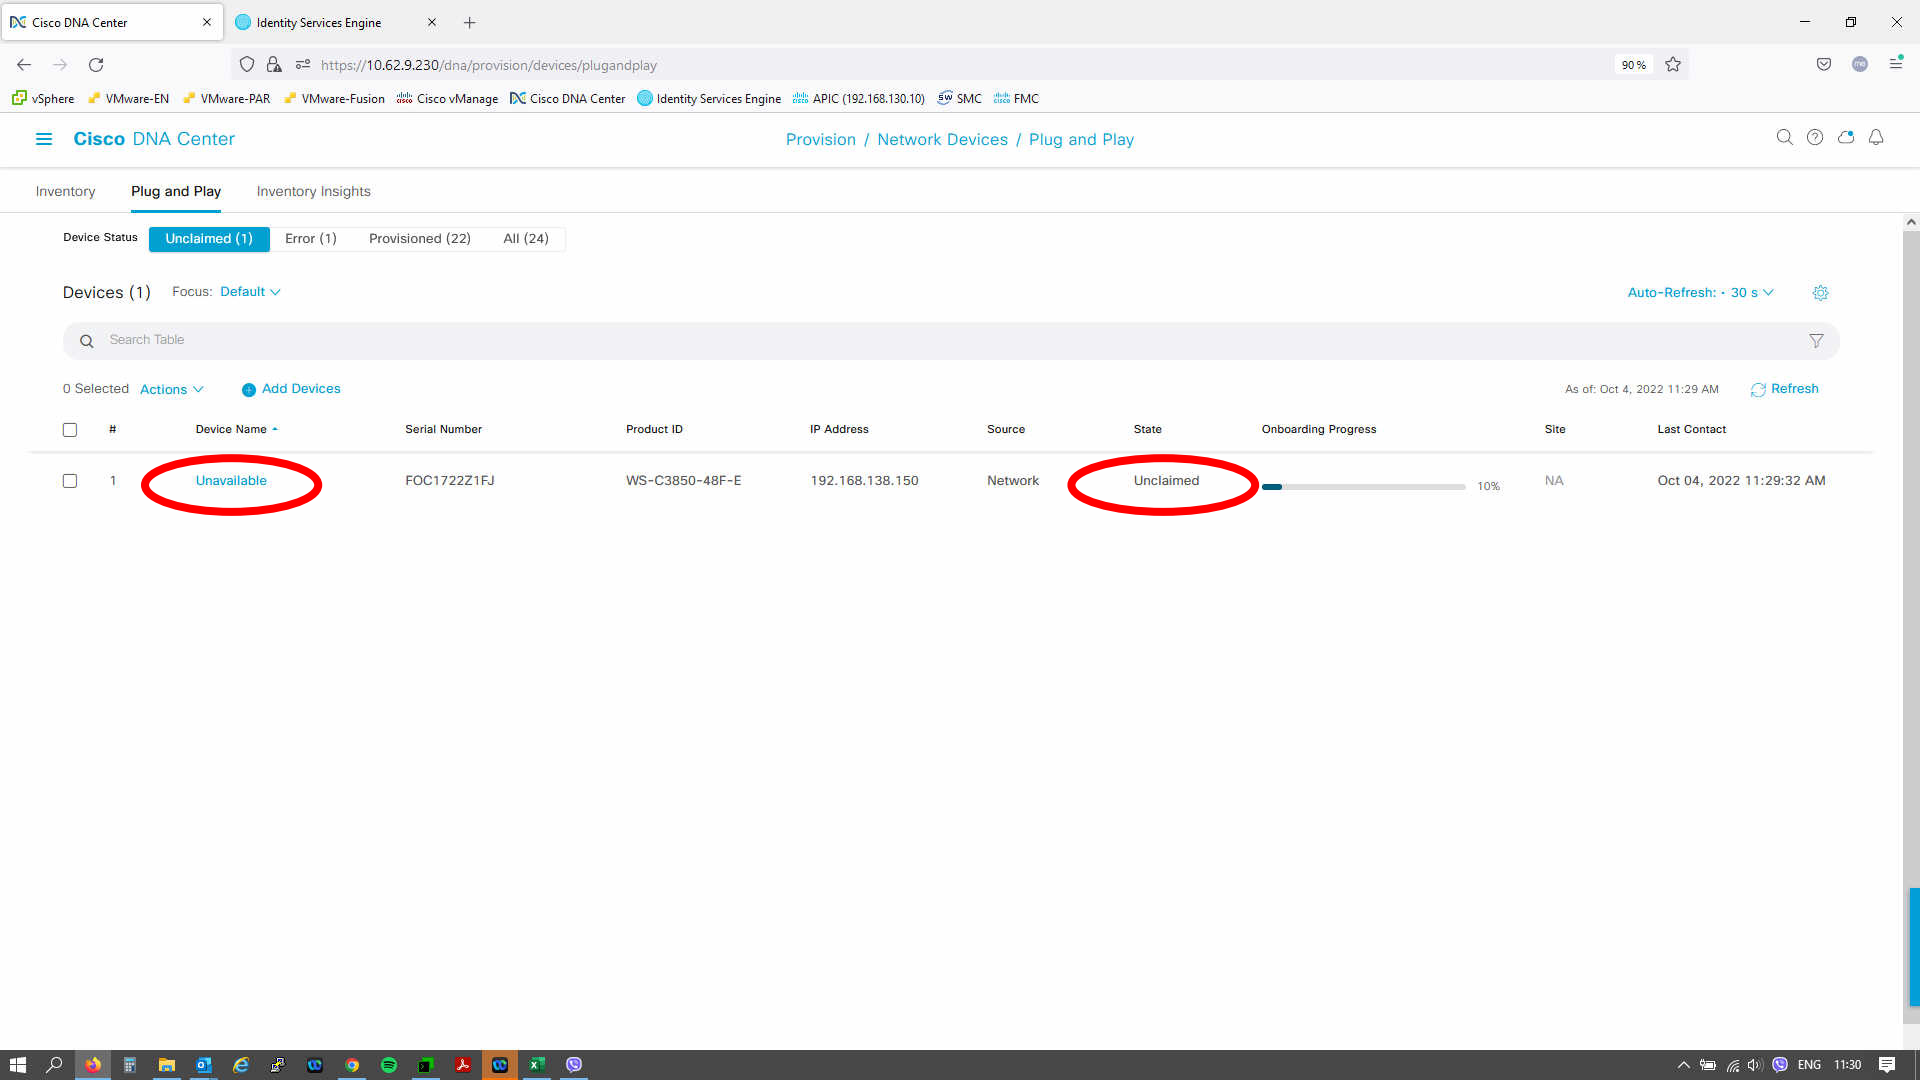 Cisco DNA Center
Identity Services Engine
https://10.62.9.230/dna/provision/devices/plugandplay
90%
vSphere
VMware-EN
VMware-PAR
VMware-Fusion
Cisco vManage
Cisco DNA Center
Identity Services Engine
APIC (192.168.130.10)
SMC
FMC
Cisco DNA Center
Provision / Network Devices / Plug and Play
Inventory
Plug and Play
Inventory Insights
Device Status
Unclaimed (1)
Error (1)
Provisioned (22)
All (24)
Devices (1)
Focus: Default
Auto-Refresh: • 30 s
Search Table
0 Selected
Actions
Add Devices
As of: Oct 4, 2022 11:29 AM
Refresh
# Device Name Serial Number Product ID IP Address Source State Onboarding Progress Site Last Contact
1 Unavailable FOC1722Z1FJ WS-C3850-48F-E 192.168.138.150 Network Unclaimed 10% NA Oct 04, 2022 11:29:32 AM
ENG
11:30